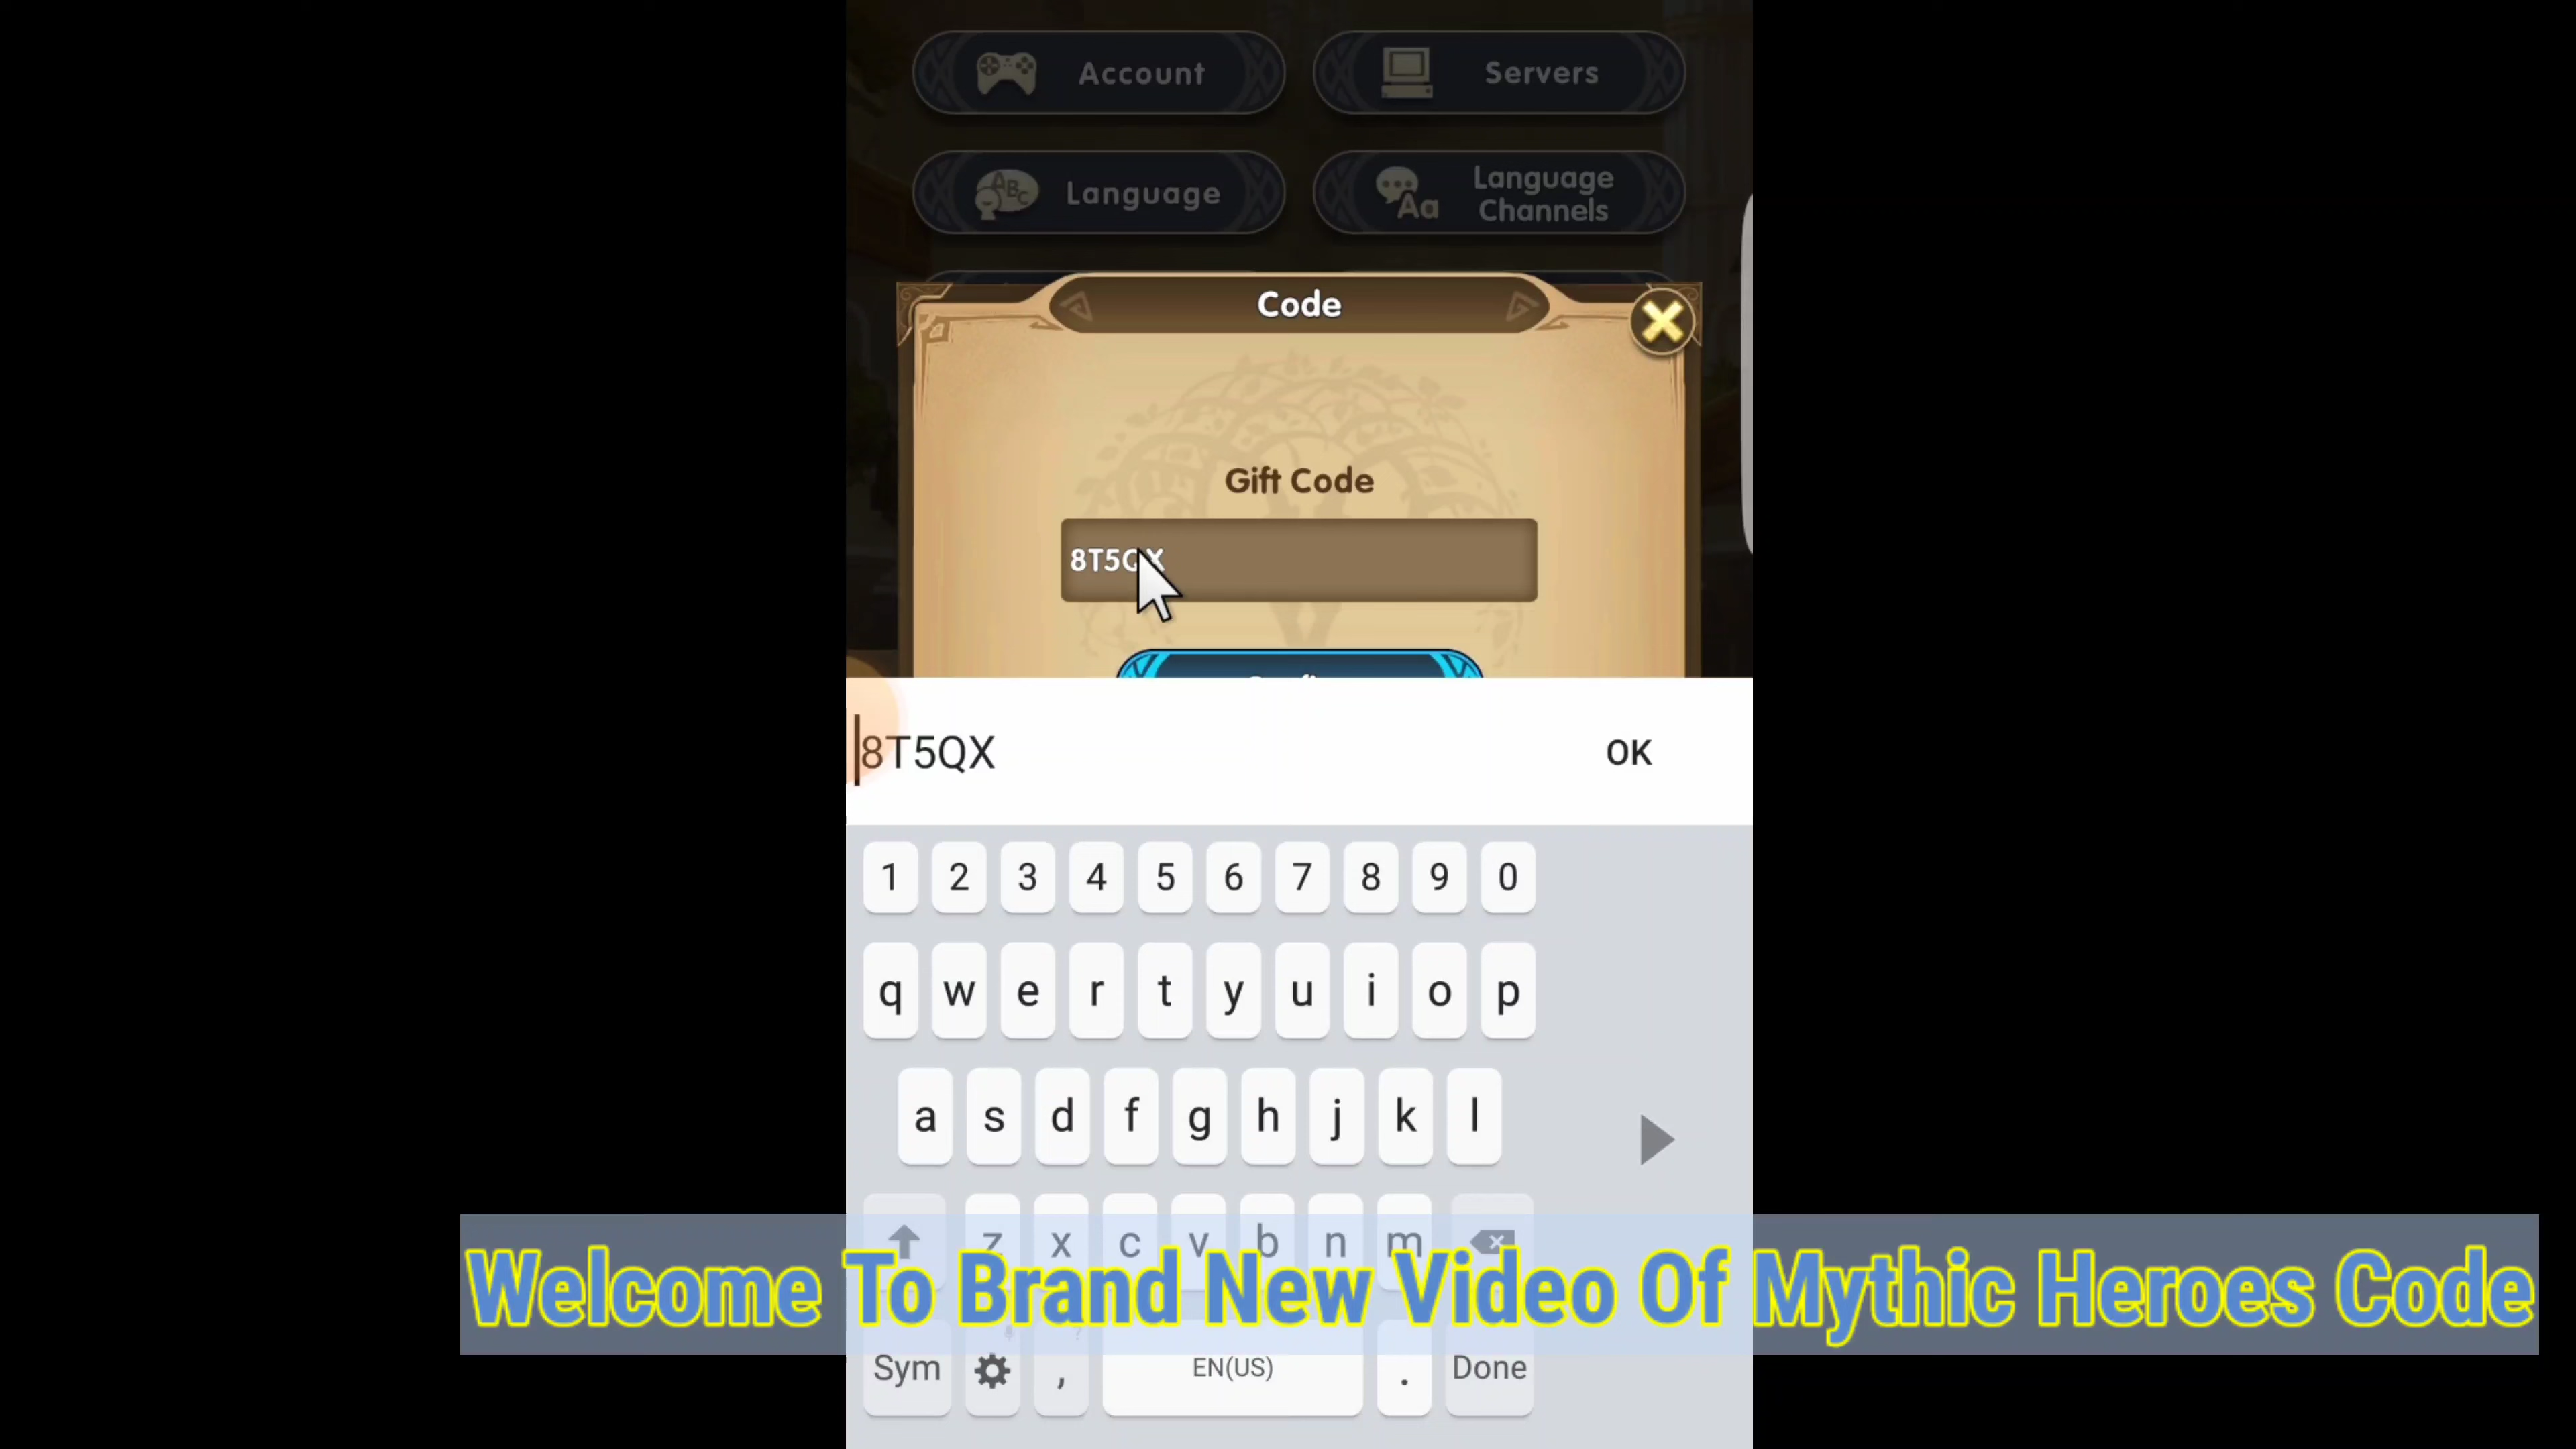 Account
Servers
Language
Language
Channels
Code
Gift Code
8T5QX
8T5QX
OK
1 2 3 4 5 6 7 8 9 0
q w e r t y u i o p
a s d f g h j k l
z x c v b n m
Welcome To Brand New Video Of Mythic Heroes Code
Sym , EN(US) . Done